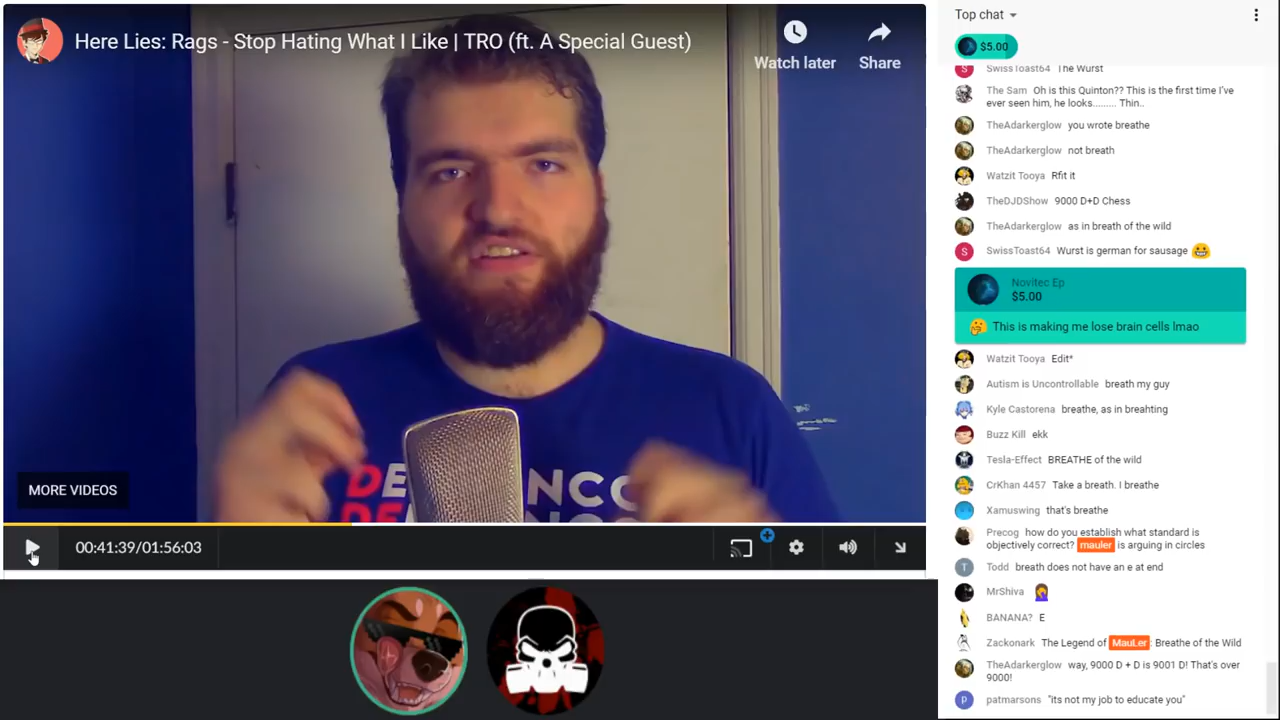 Here Lies: Rags - Stop Hating What I Like | TRO (ft. A Special Guest)
Watch later
Share
MORE VIDEOS
00:41:39/01:56:03
Top chat
$5.00
SwissToast64 The Wurst
The Sam Oh is this Quinton?? This is the first time I've
ever seen him, he looks......... Thin..
TheAdarkerglow you wrote breathe
TheAdarkerglow not breath
Watzit Tooya Rfit it
TheDJDShow 9000 D+D Chess
TheAdarkerglow as in breath of the wild
S SwissToast64 Wurst is german for sausage
Novitec Ep
$5.00
This is making me lose brain cells lmao
Watzit Tooya Edit*
Autism is Uncontrollable breath my guy
Kyle Castorena breathe, as in breahting
Buzz Kill ekk
Tesla-Effect BREATHE of the wild
CrKhan 4457 Take a breath. I breathe
Xamuswing that's breathe
Precog how do you establish what standard is
objectively correct? mauler is arguing in circles
T Todd breath does not have an e at end
MrShiva
BANANA? E
Zackonark The Legend of MauLer: Breathe of the Wild
TheAdarkerglow way, 9000 D + D is 9001 D! That's over
9000!
p patmarsons "its not my job to educate you"